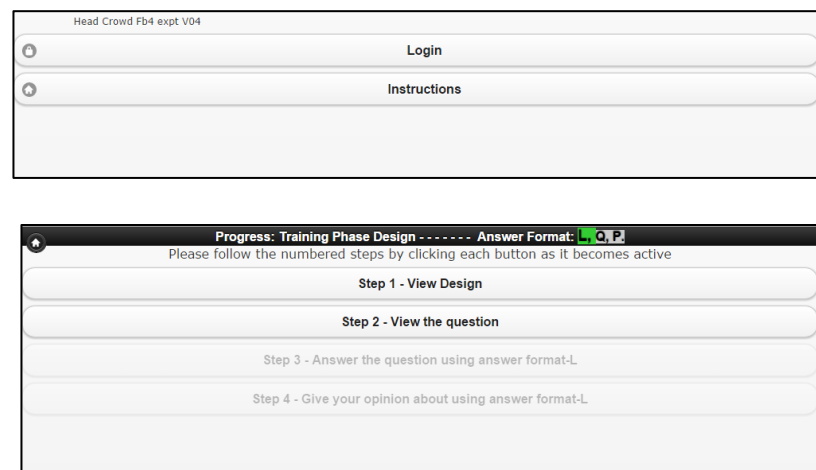 Head Crowd Fb4 expt V04
Login
Instructions
Progress: Training Phase Design - - - - - - - Answer Format: L, Q, P.
Please follow the numbered steps by clicking each button as it becomes active
Step 1 - View Design
Step 2 - View the question
Step 3 - Answer the question using answer format-L
Step 4 - Give your opinion about using answer format-L